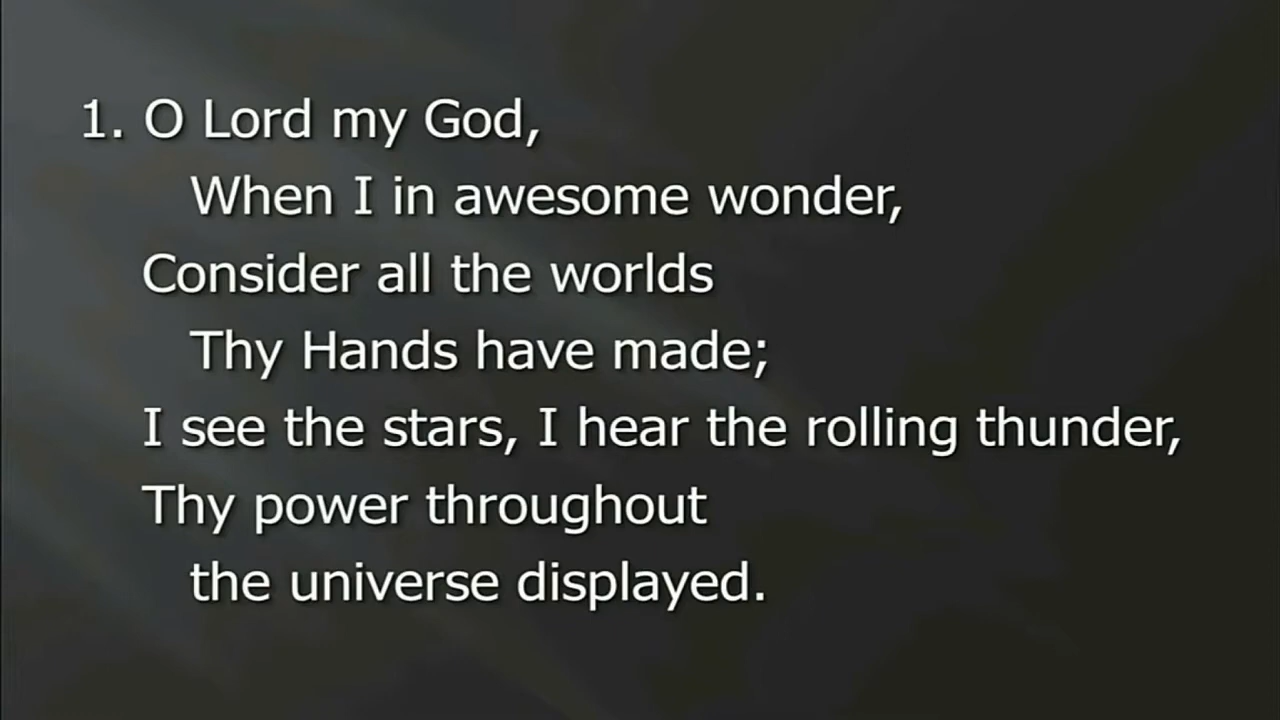 1. O Lord my God,
When I in awesome wonder,
Consider all the worlds
Thy Hands have made;
I see the stars, I hear the rolling thunder,
Thy power throughout
the universe displayed.